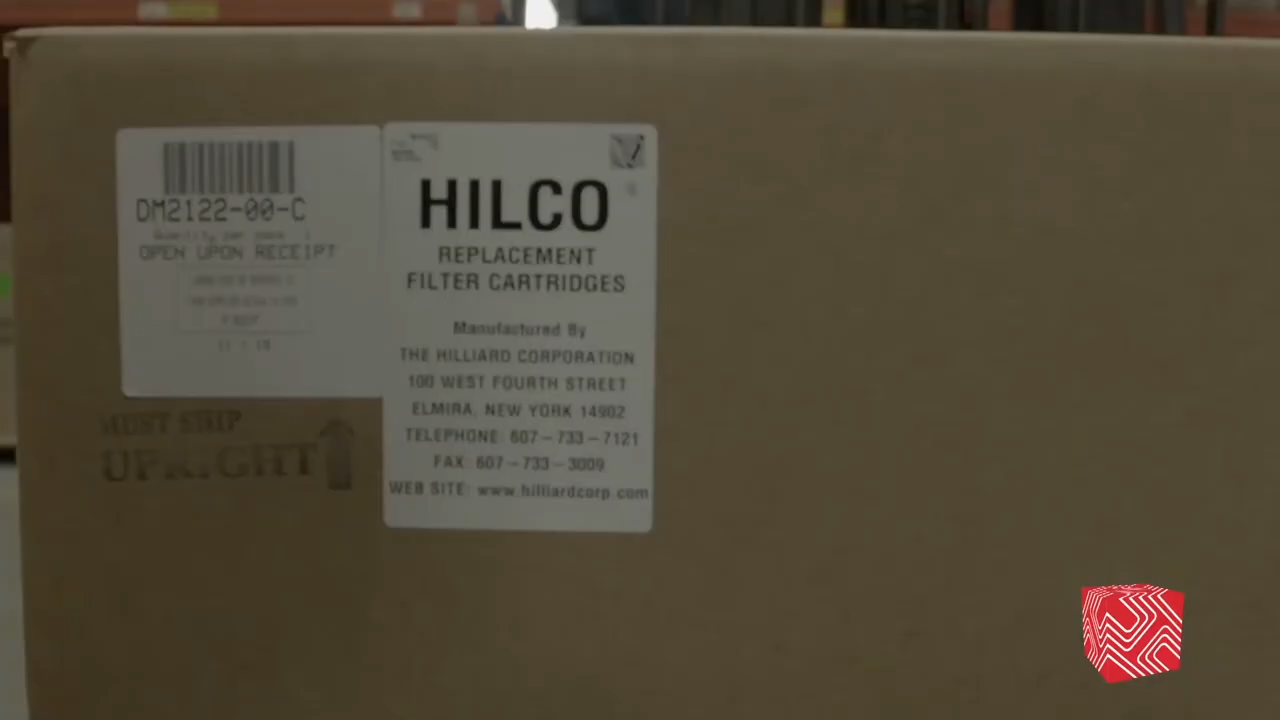 DM2122-00-C
OPEN UPON RECEIPT
HILCO
REPLACEMENT
FILTER CARTRIDGES
Manufactured By
THE HILLIARD CORPORATION
100 WEST FOURTH STREET
ELMIRA, NEW YORK 14902
TELEPHONE: 607-733-7121
FAX: 607-733-3009
WEB SITE: www.hilliardcorp.com
MUST SHIP
UPRIGHT